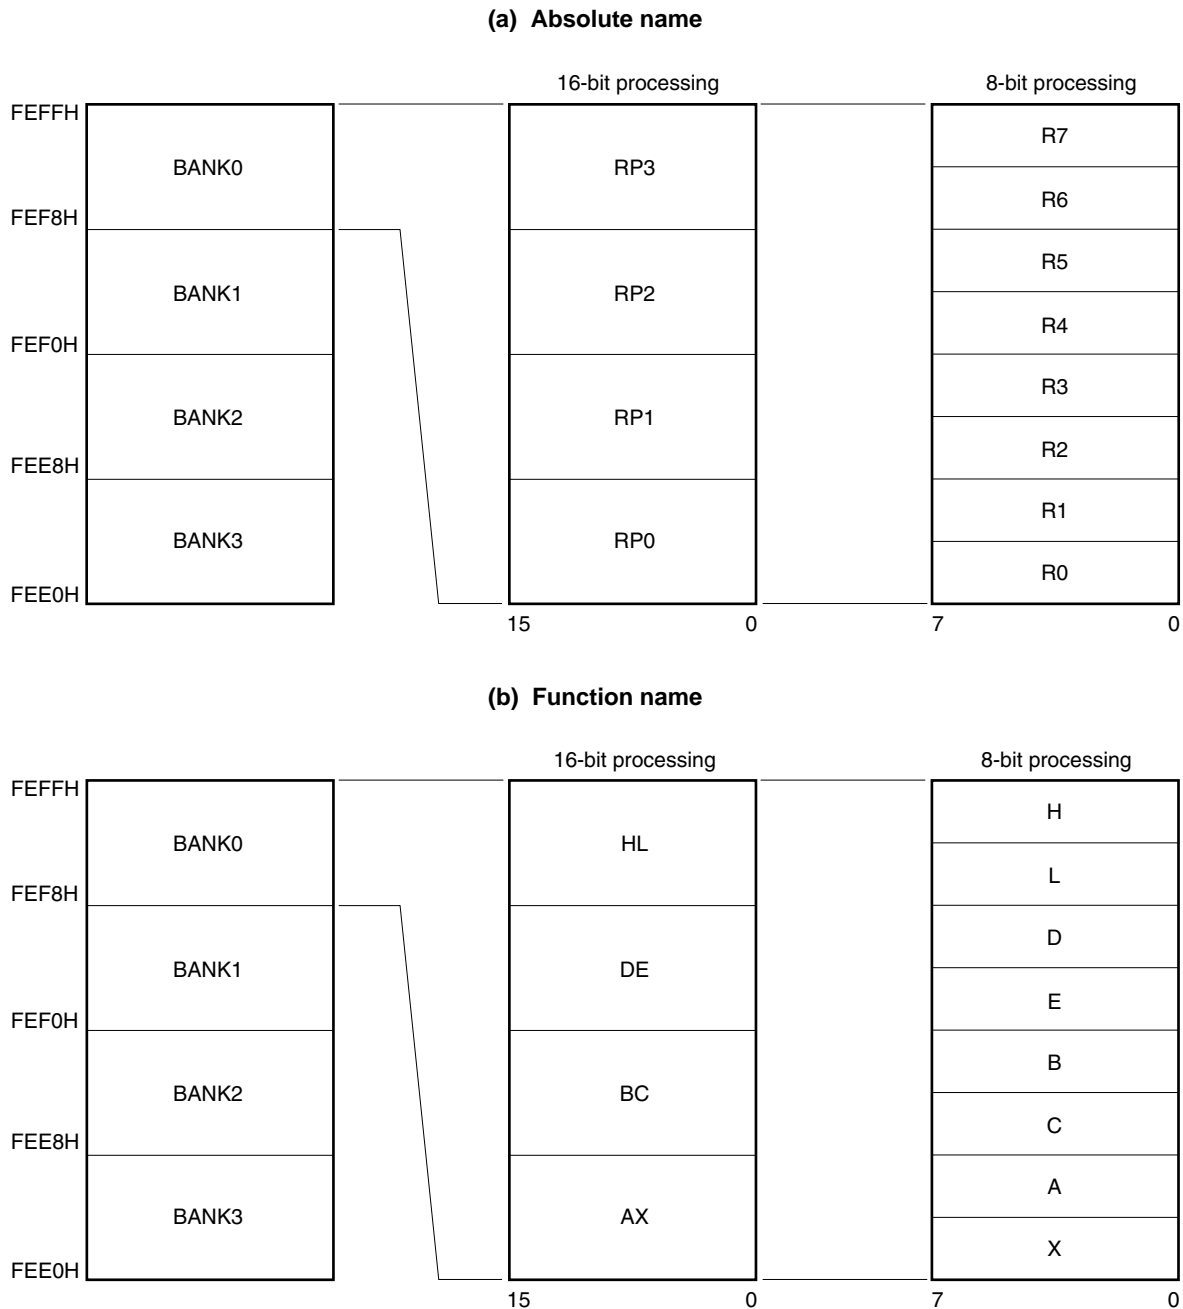 (a) Absolute name
16-bit processing
8-bit processing
FEFFH
BANK0
RP3
R7
R6
FEF8H
BANK1
RP2
R5
R4
FEF0H
BANK2
RP1
R3
R2
FEE8H
BANK3
RP0
R1
R0
FEE0H
15 0
7 0
(b) Function name
16-bit processing
8-bit processing
FEFFH
BANK0
HL
H
L
FEF8H
BANK1
DE
D
E
FEF0H
BANK2
BC
B
C
FEE8H
BANK3
AX
A
X
FEE0H
15 0
7 0